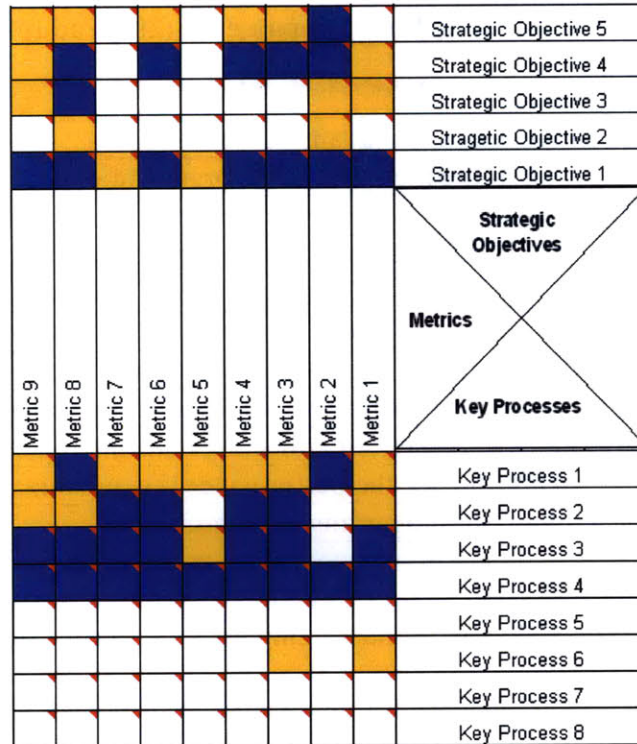 Strategic Objective 5
Strategic Objective 4
Strategic Objective 3
Stragetic Objective 2
Strategic Objective 1
Strategic
Objectives
Metrics
Key Processes
Metric 9
Metric 8
Metric 7
Metric 6
Metric 5
Metric 4
Metric 3
Metric 2
Metric 1
Key Process 1
Key Process 2
Key Process 3
Key Process 4
Key Process 5
Key Process 6
Key Process 7
Key Process 8